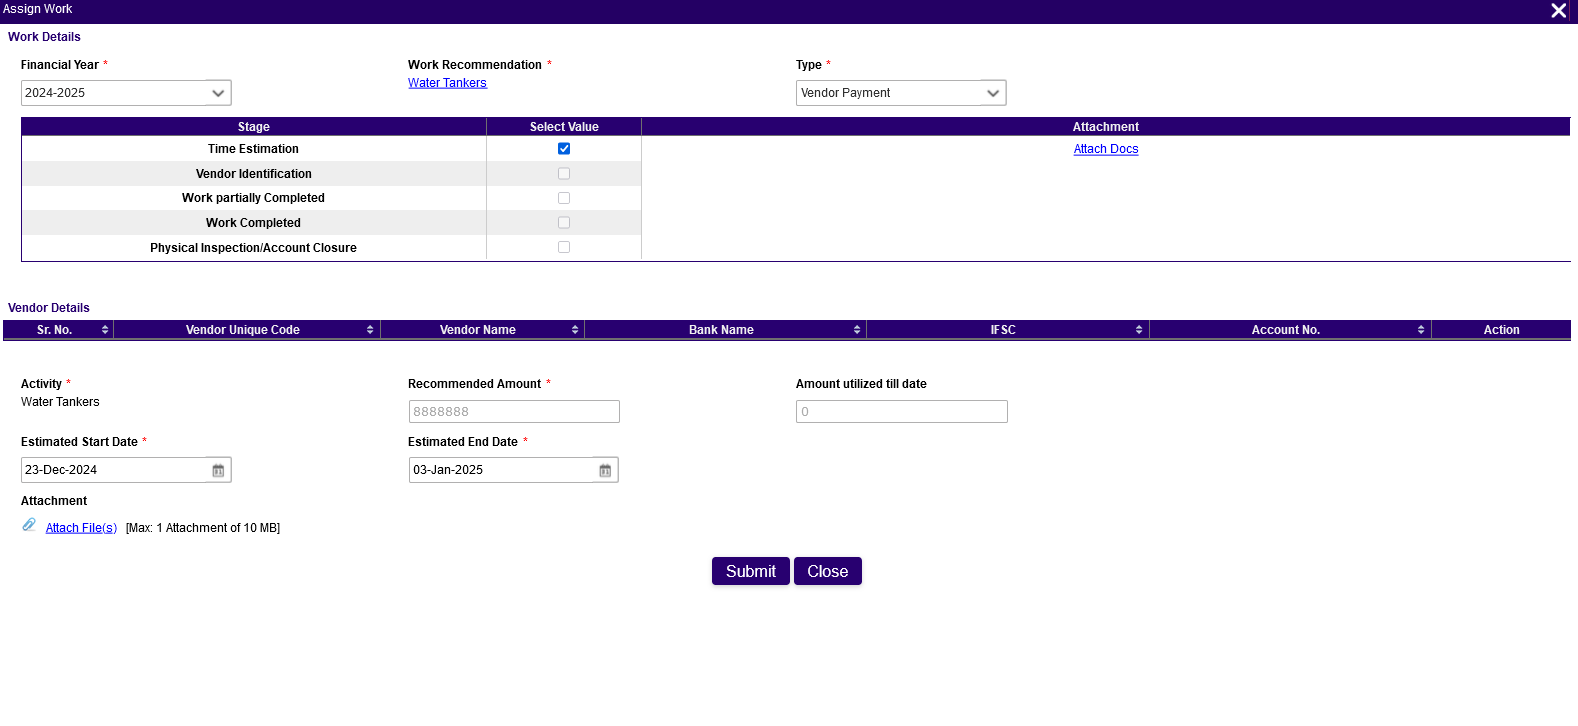 Assign Work
Work Details
Financial Year *
Work Recommendation *
Type *
2024-2025
Water Tankers
Vendor Payment
Stage Select Value Attachment
Time Estimation Attach Docs
Vendor Identification
Work partially Completed
Work Completed
Physical Inspection/Account Closure
Vendor Details
Sr. No. Vendor Unique Code Vendor Name Bank Name IFSC Account No. Action
Activity * Recommended Amount * Amount utilized till date
Water Tankers 8888888 0
Estimated Start Date * Estimated End Date *
23-Dec-2024 03-Jan-2025
Attachment
Attach File(s) [Max: 1 Attachment of 10 MB]
Submit Close